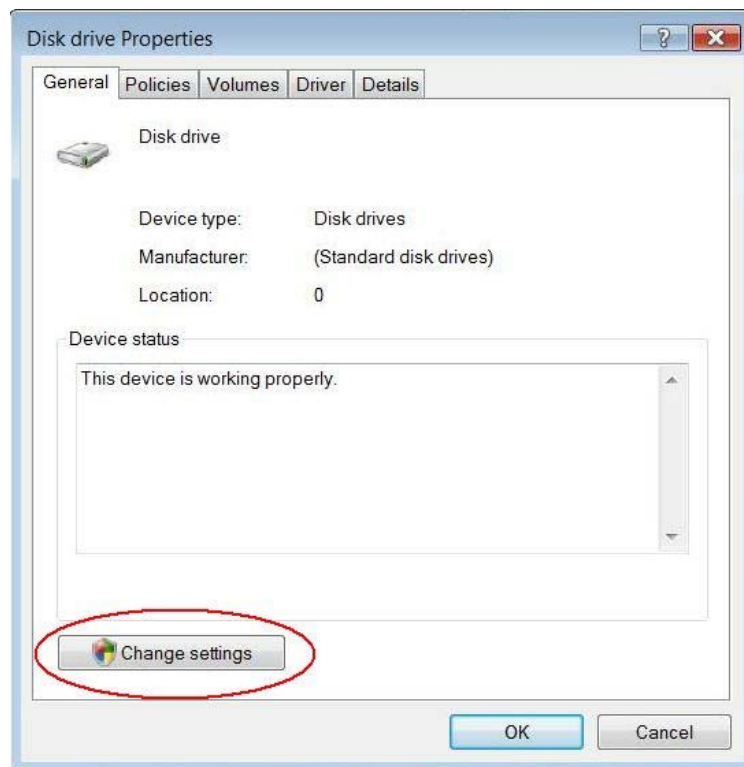 Disk drive Properties
General Policies Volumes Driver Details
Disk drive
Device type: Disk drives
Manufacturer: (Standard disk drives)
Location: 0
Device status
This device is working properly.
Change settings
OK Cancel